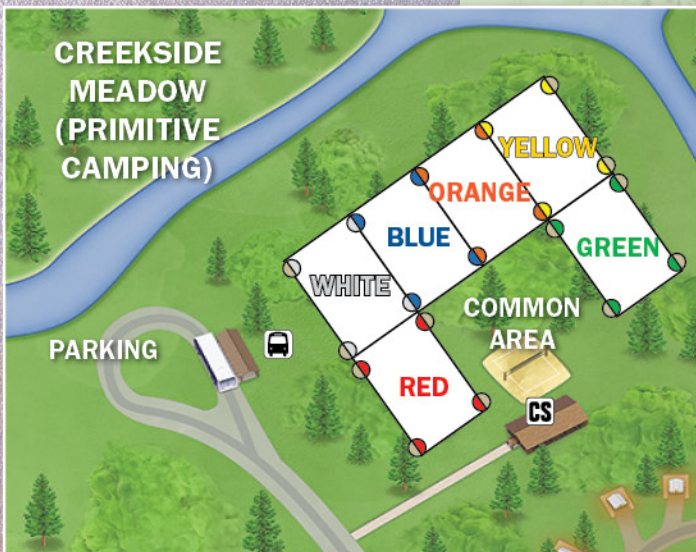 CREEKSIDE
MEADOW
(PRIMITIVE
CAMPING)
YELLOW
ORANGE
BLUE
GREEN
WHITE
COMMON
AREA
PARKING
RED
CS